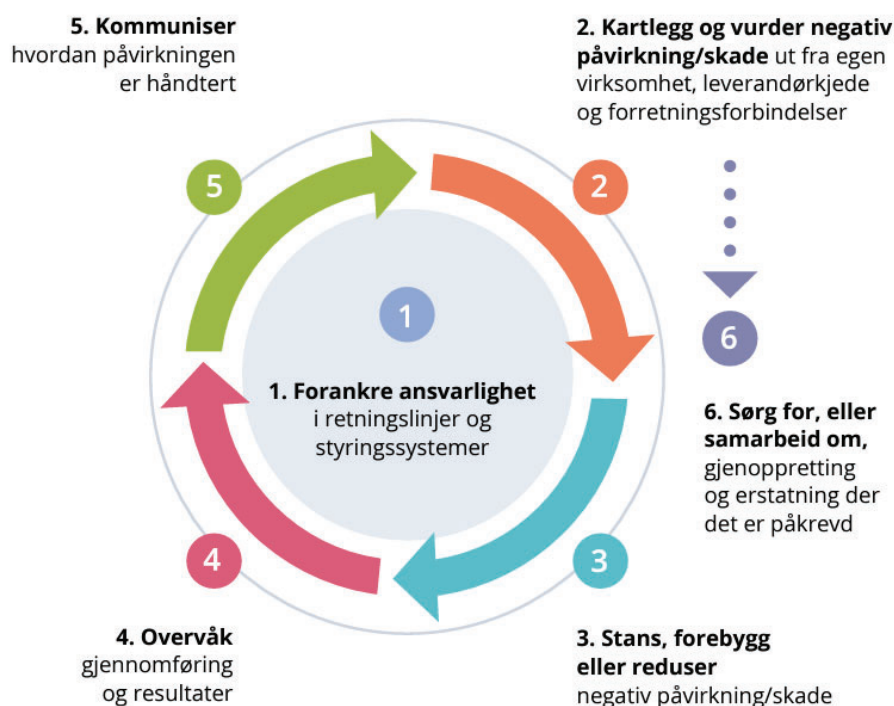 5. Kommuniser
hvordan påvirkningen
er håndtert
2. Kartlegg og vurder negativ
påvirkning/skade ut fra egen
virksomhet, leverandørkjede
og forretningsforbindelser
5
2
1
6
1. Forankre ansvarlighet
i retningslinjer og
styringssystemer
6. Sørg for, eller
samarbeid om,
gjenoppretting
og erstatning der
det er påkrevd
4
3
4. Overvåk
gjennomføring
og resultater
3. Stans, forebygg
eller reduser
negativ påvirkning/skade